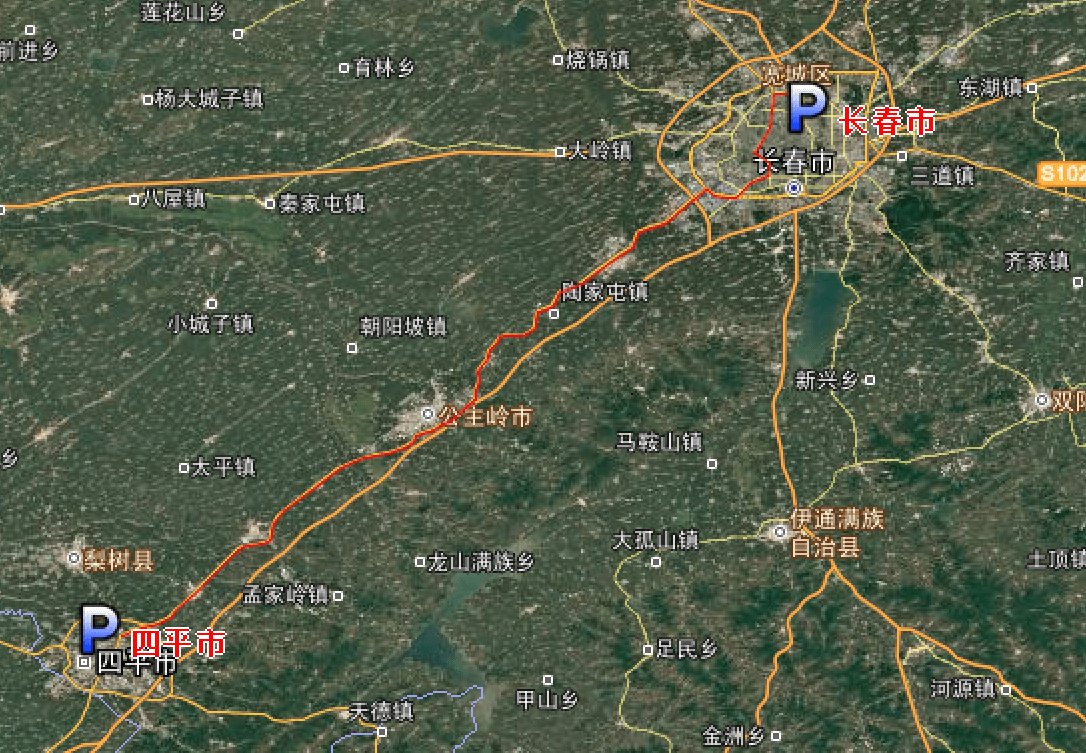 莲花山乡
前进乡
育林乡
烧锅镇
宽城区
P
杨大城子镇
东湖镇
长春市
大岭镇
长春市
三道镇
S102
八屋镇
秦家屯镇
齐家镇
陶家屯镇
小城子镇
朝阳坡镇
新兴乡
双阳
公主岭市
马鞍山镇
乡
太平镇
伊通满族
自治县
大孤山镇
梨树县
龙山满族乡
土顶镇
孟家岭镇
P
四平市
四平市
足民乡
河源镇
甲山乡
天德镇
金洲乡